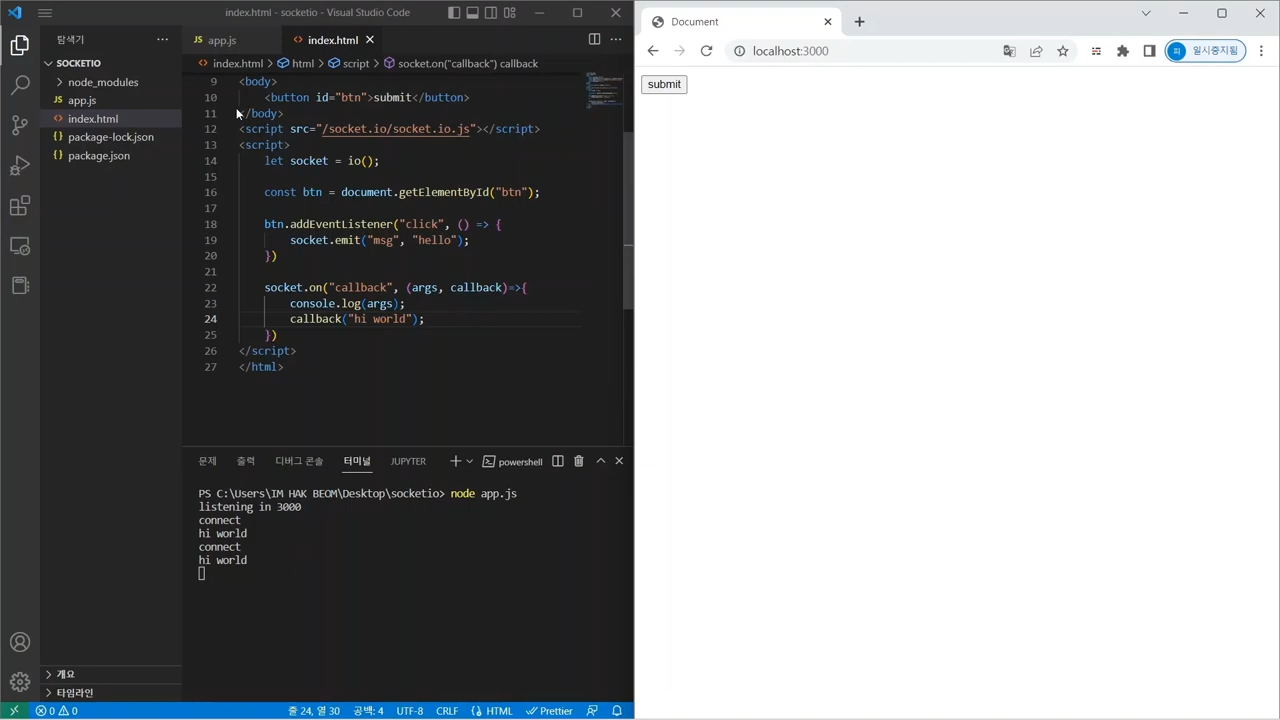 index.html - socketio - Visual Studio Code
탐색기
SOCKETIO
node_modules
app.js
index.html
package-lock.json
package.json
개요
타임라인
JS app.js
index.html
index.html > html > script > socket.on("callback") callback
9 <body>
10 <button id="btn">submit</button>
11 </body>
12 <script src="/socket.io/socket.io.js"></script>
13 <script>
14 let socket = io();
15
16 const btn = document.getElementById("btn");
17
18 btn.addEventListener("click", () => {
19 socket.emit("msg", "hello");
20 })
21
22 socket.on("callback", (args, callback)=>{
23 console.log(args);
24 callback("hi world");
25 })
26 </script>
27 </html>
문제 출력 디버그 콘솔 터미널 JUPYTER powershell
PS C:\Users\IM HAK BEOM\Desktop\socketio> node app.js
listening in 3000
connect
hi world
connect
hi world
0 0 줄 24, 열 30 공백: 4 UTF-8 CRLF HTML Prettier
Document
localhost:3000
피 일시중지됨
submit